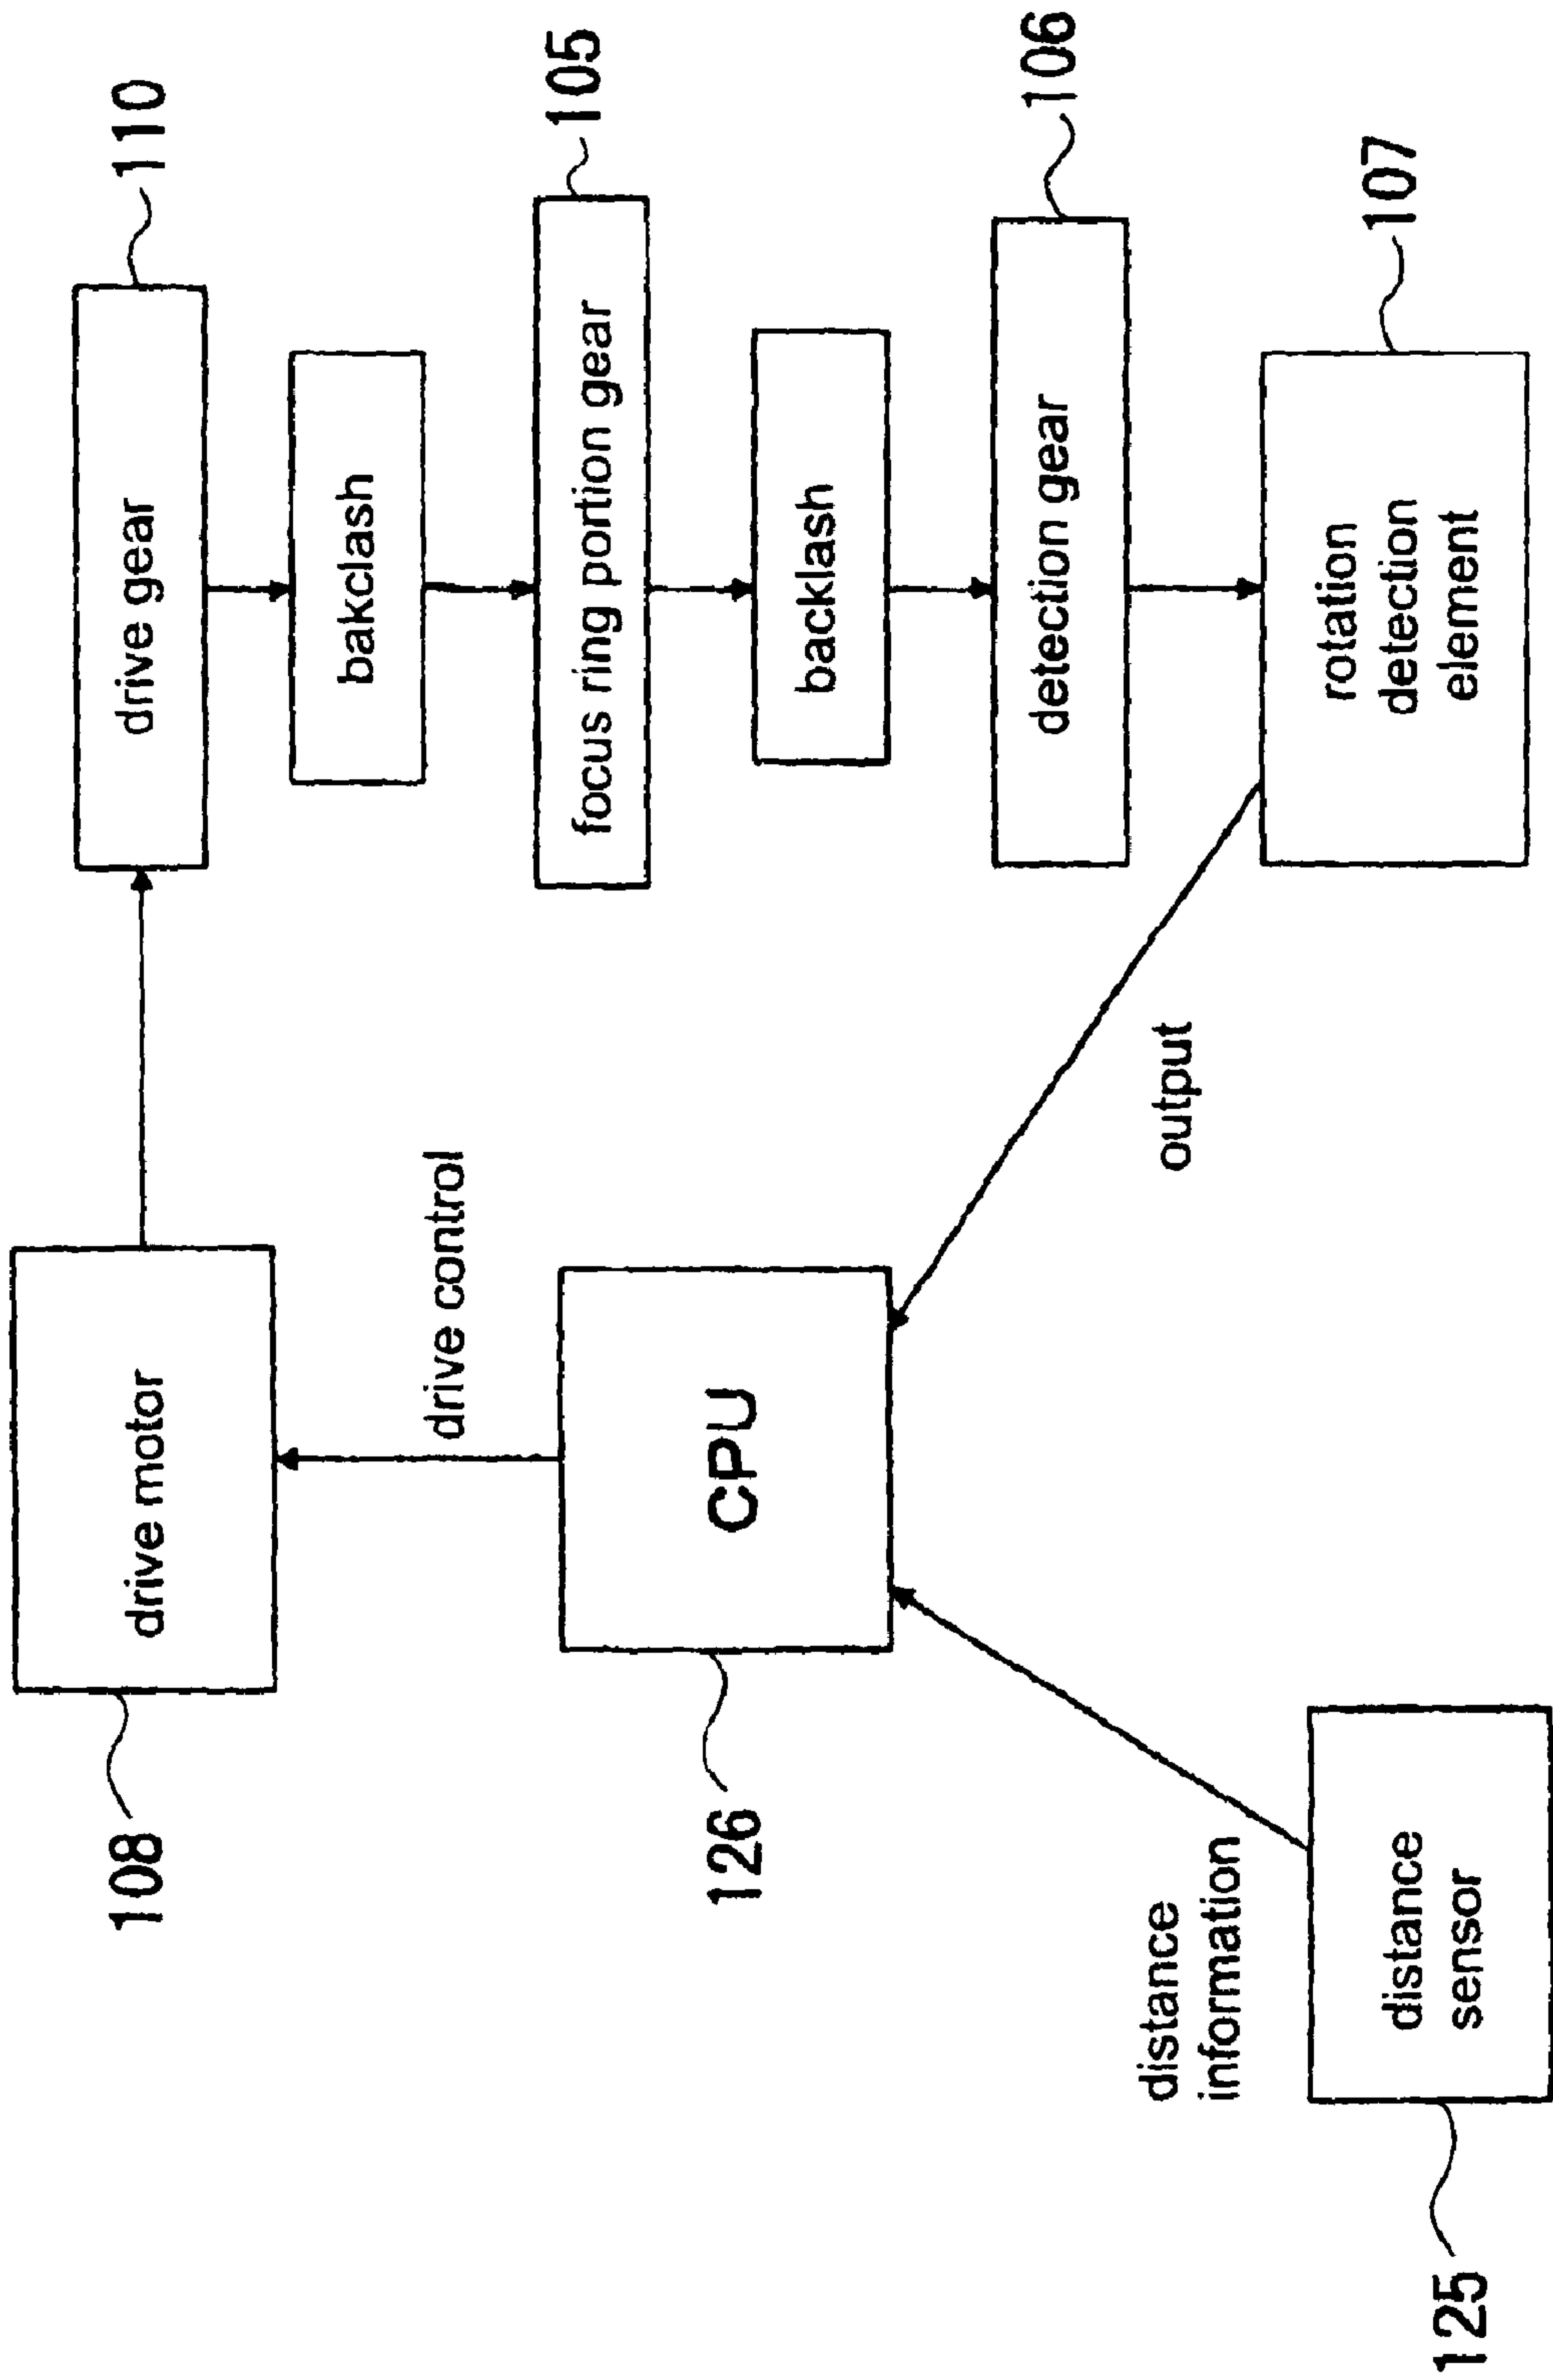 108
drive motor
drive gear
110
bakclash
drive control
focus ring portion gear
105
126
CPU
backlash
detection gear
106
output
distance
information
rotation
detection
element
107
125
distance
sensor